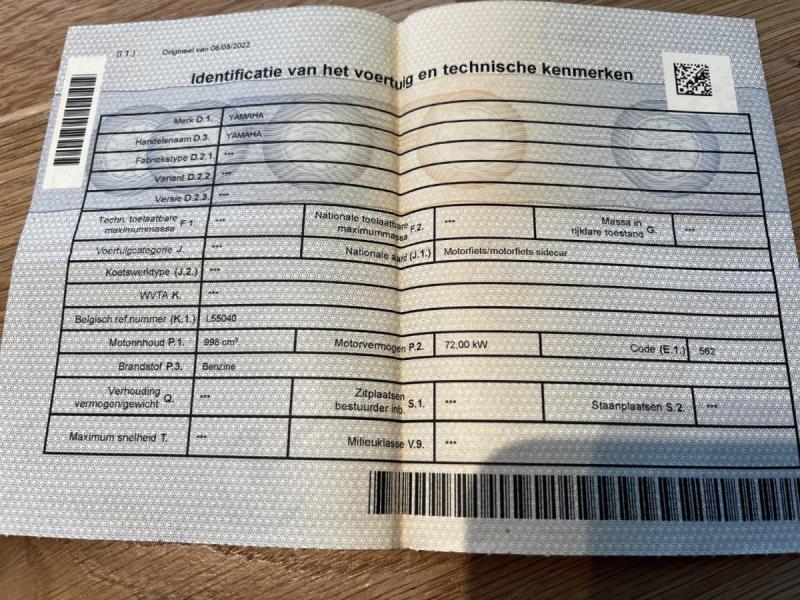 (I.1.) Origineel van 08/08/2022
Identificatie van het voertuig en technische kenmerken
Merk D.1. YAMAHA
Handelsnaam D.3. YAMAHA
Fabriekstype D.2.1. ---
Variant D.2.2. ---
Versie D.2.3. ---
Techn. toelaatbare maximummassa F.1. --- Nationale toelaatbare maximummassa F.2. --- Massa in rijklare toestand G. ---
Voertuigcategorie J. --- Nationale aard (J.1.) Motorfiets/motorfiets sidecar
Koetswerktype (J.2.) ---
WVTA K. ---
Belgisch ref.nummer (K.1.) L55040
Motorinhoud P.1. 998 cm³ Motorvermogen P.2. 72,00 kW Code (E.1.) 562
Brandstof P.3. Benzine
Verhouding vermogen/gewicht Q. --- Zitplaatsen bestuurder inb. S.1. --- Staanplaatsen S.2. ---
Maximum snelheid T. --- Milieuklasse V.9. ---